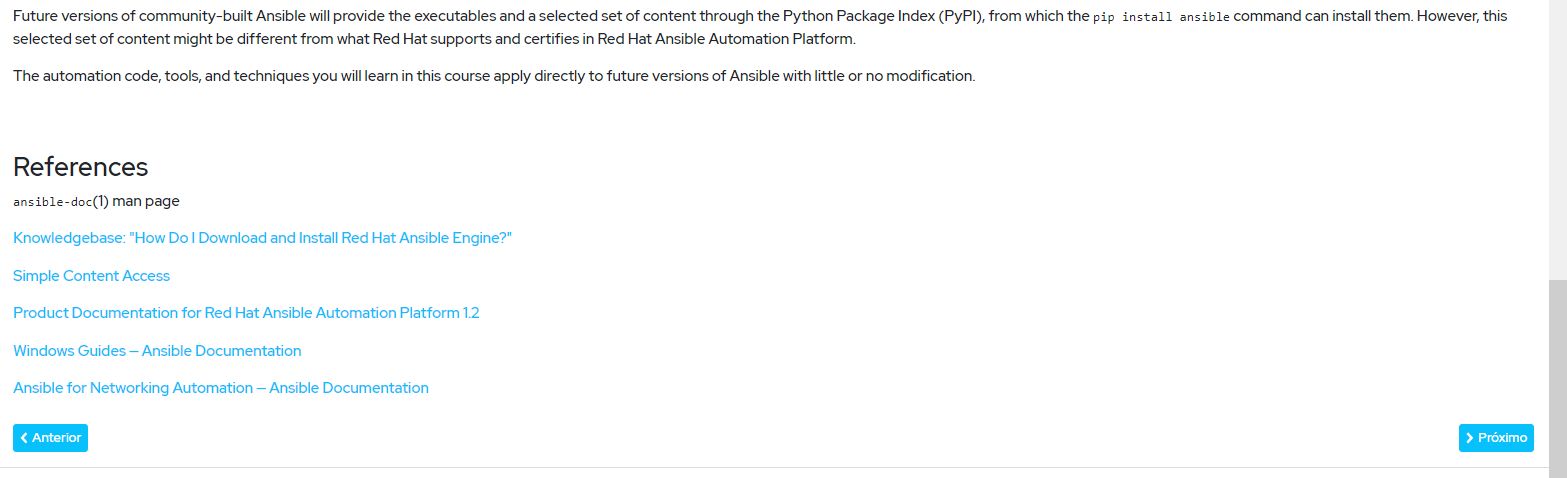 Future versions of community-built Ansible will provide the executables and a selected set of content through the Python Package Index (PyPI), from which the pip install ansible command can install them. However, this
selected set of content might be different from what Red Hat supports and certifies in Red Hat Ansible Automation Platform.
The automation code, tools, and techniques you will learn in this course apply directly to future versions of Ansible with little or no modification.
References
ansible-doc(1) man page
Knowledgebase: "How Do I Download and Install Red Hat Ansible Engine?"
Simple Content Access
Product Documentation for Red Hat Ansible Automation Platform 1.2
Windows Guides — Ansible Documentation
Ansible for Networking Automation — Ansible Documentation
Anterior
Próximo